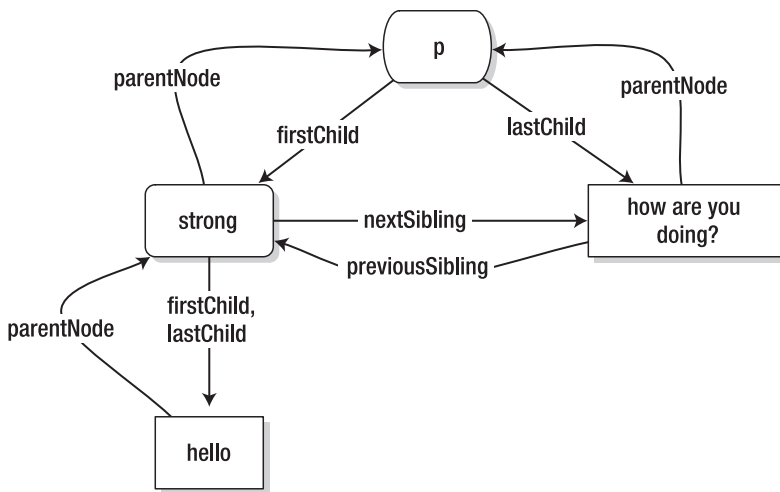 p
parentNode
parentNode
firstChild
lastChild
strong
nextSibling
how are you
doing?
previousSibling
firstChild,
lastChild
parentNode
hello